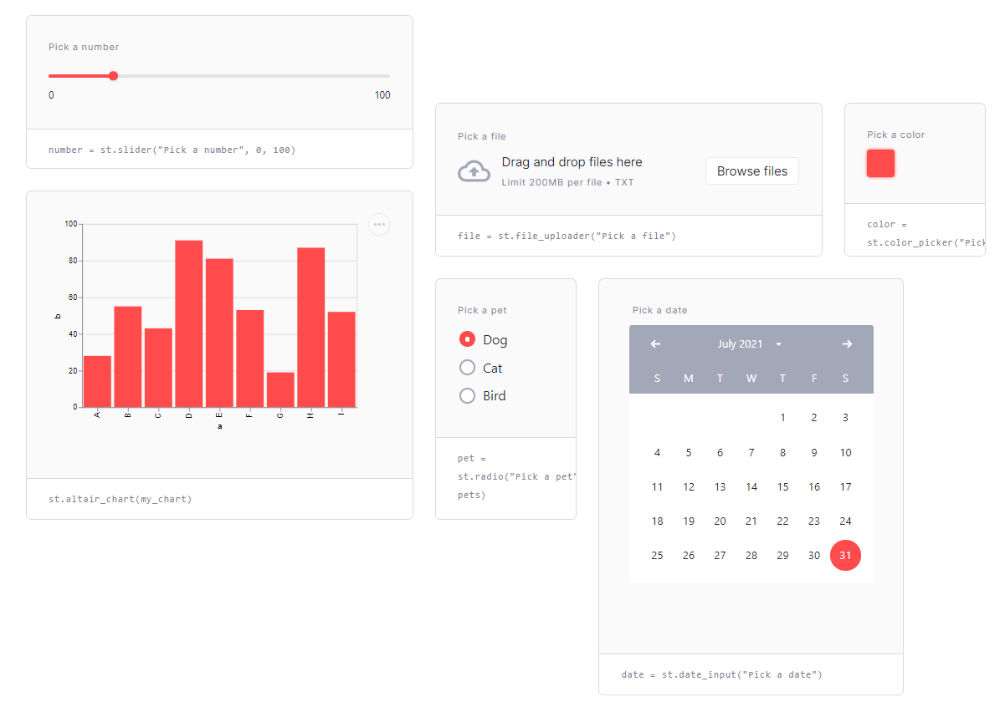 Pick a number
0 100
number = st.slider("Pick a number", 0, 100)
100
80
60
40
20
0
b
A B C D E F G H I
a
st.altair_chart(my_chart)
Pick a file
Drag and drop files here
Limit 200MB per file • TXT
Browse files
file = st.file_uploader("Pick a file")
Pick a color
color =
st.color_picker("Pick
Pick a pet
Dog
Cat
Bird
pet =
st.radio("Pick a pet"
pets)
Pick a date
July 2021
S M T W T F S
1 2 3
4 5 6 7 8 9 10
11 12 13 14 15 16 17
18 19 20 21 22 23 24
25 26 27 28 29 30 31
date = st.date_input("Pick a date")